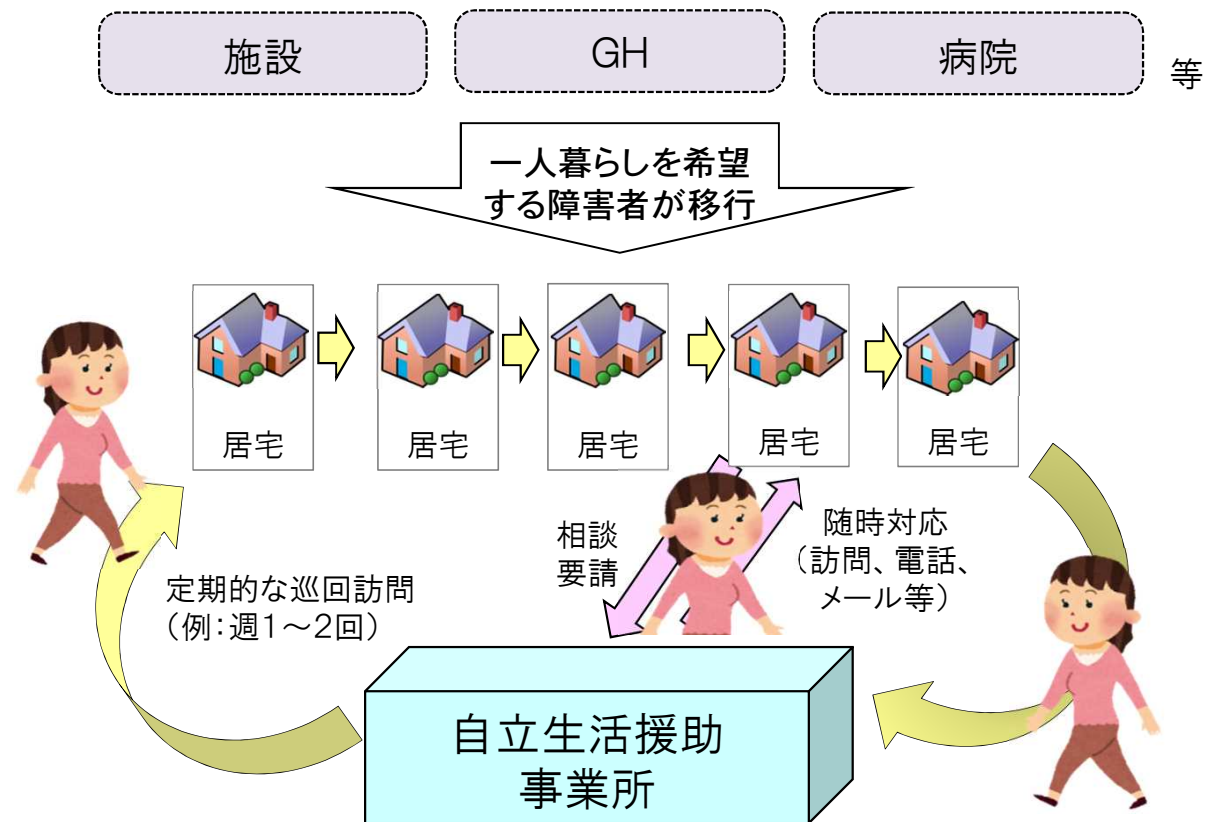 施設
GH
病院
等
一人暮らしを希望
する障害者が移行
居宅
居宅
居宅
居宅
居宅
相談
要請
随時対応
（訪問、電話、
メール等）
定期的な巡回訪問
（例：週１～２回）
自立生活援助
事業所